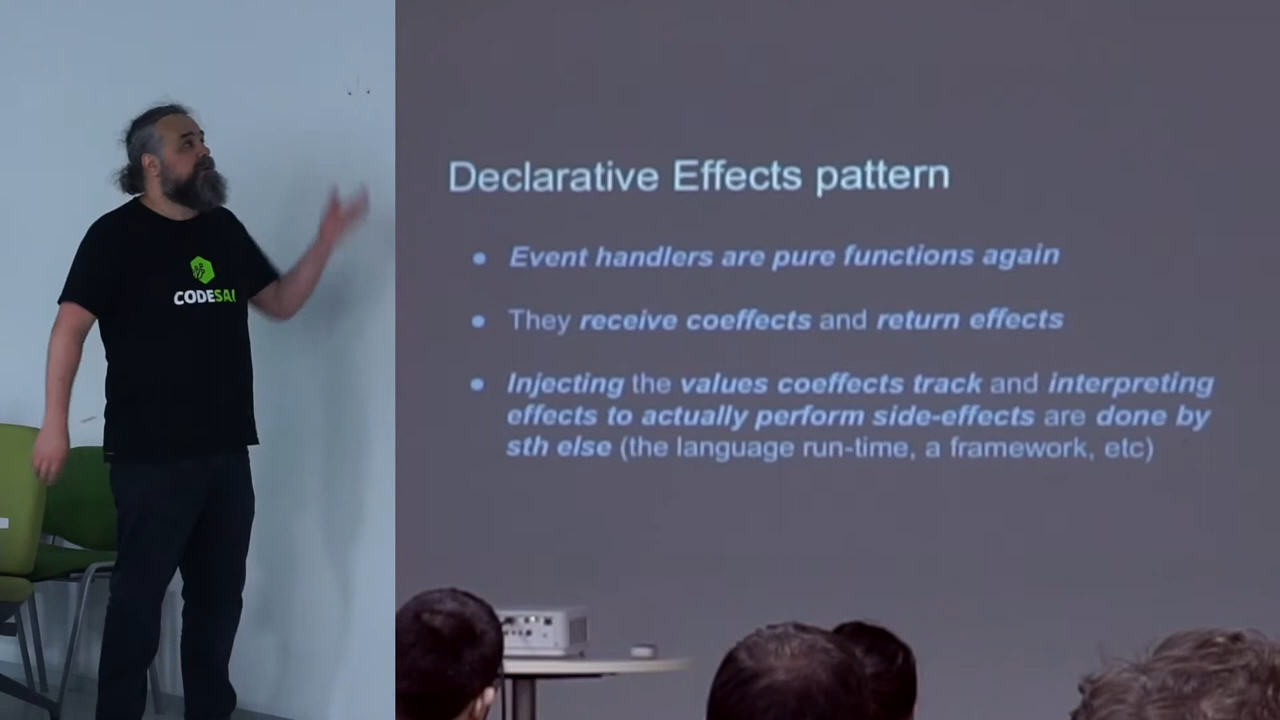 CODESAI
Declarative Effects pattern
Event handlers are pure functions again
They receive coeffects and return effects
Injecting the values coeffects track and interpreting
effects to actually perform side-effects are done by
sth else (the language run-time, a framework, etc)